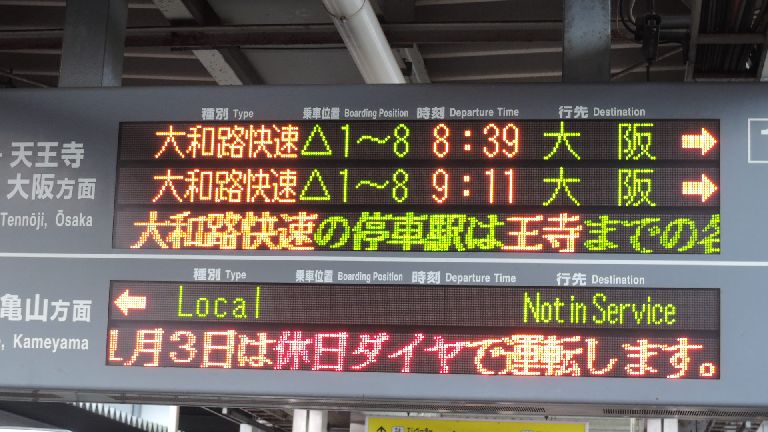 種別 Type 乗車位置 Boarding Position 時刻 Departure Time 行先 Destination
天王寺
大阪方面
Tennōji, Ōsaka
大和路快速 △1〜8 8:39 大阪 →
大和路快速 △1〜8 9:11 大阪 →
大和路快速の停車駅は王寺までの各
種別 Type 乗車位置 Boarding Position 時刻 Departure Time 行先 Destination
亀山方面
Kameyama
← Local Not in Service
1月3日は休日ダイヤで運転します。